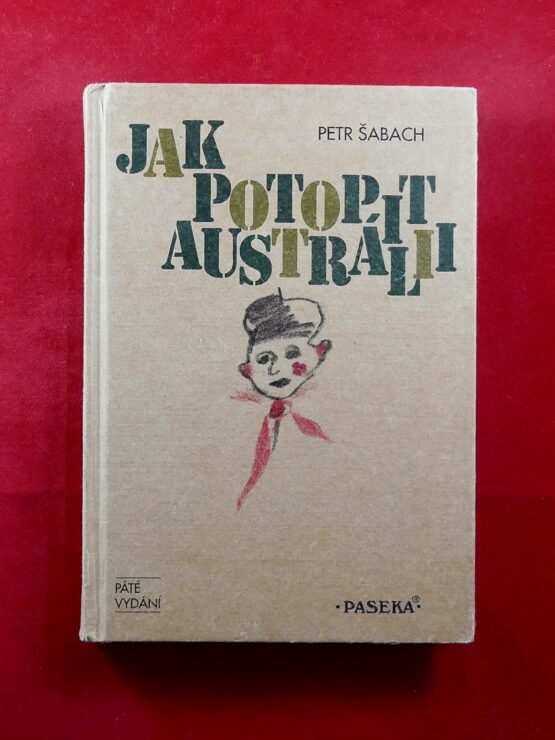 PETR ŠABACH
JAK
POTOPIT
AUSTRÁLII
PÁTÉ
VYDÁNÍ
· PASEKA® ·